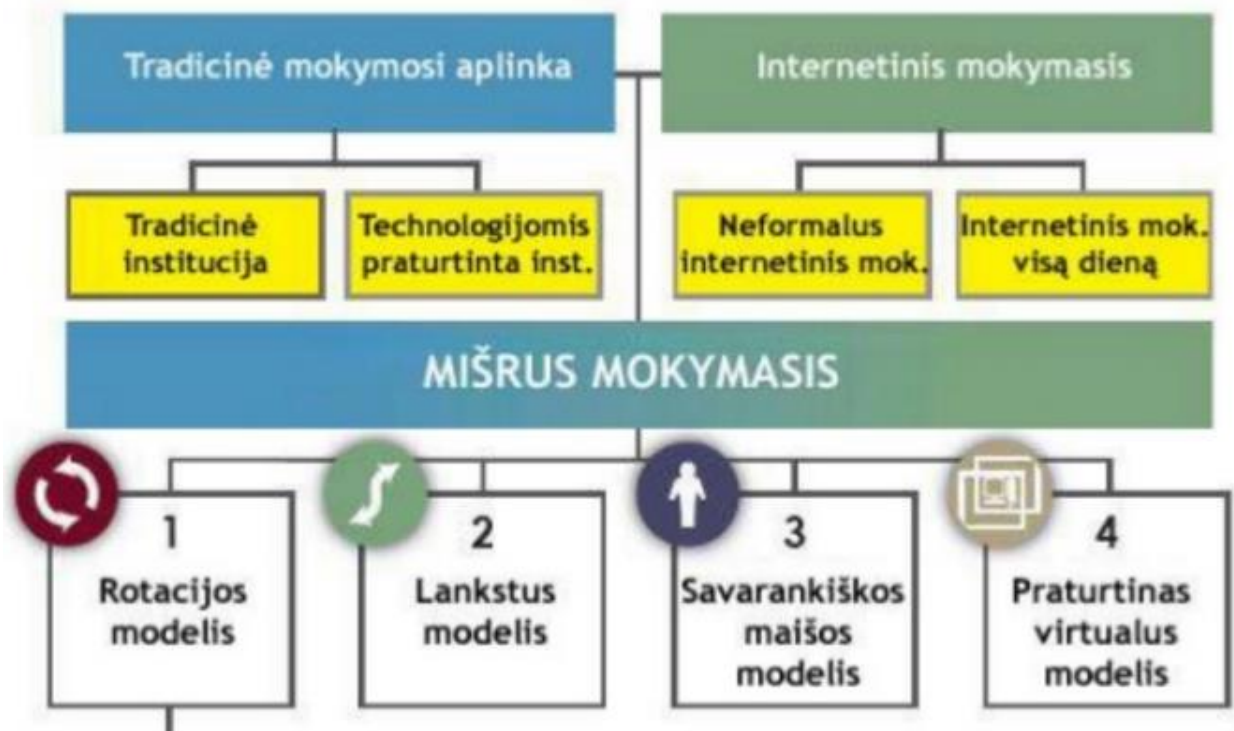 Tradicinė mokymosi aplinka
Internetinis mokymasis
Tradicinė
institucija
Technologijomis
praturtinta inst.
Neformalus
internetinis mok.
Internetinis mok.
visą dieną
MIŠRUS MOKYMASIS
1
Rotacijos
modelis
2
Lankstus
modelis
3
Savarankiškos
maišos
modelis
4
Praturtinas
virtualus
modelis